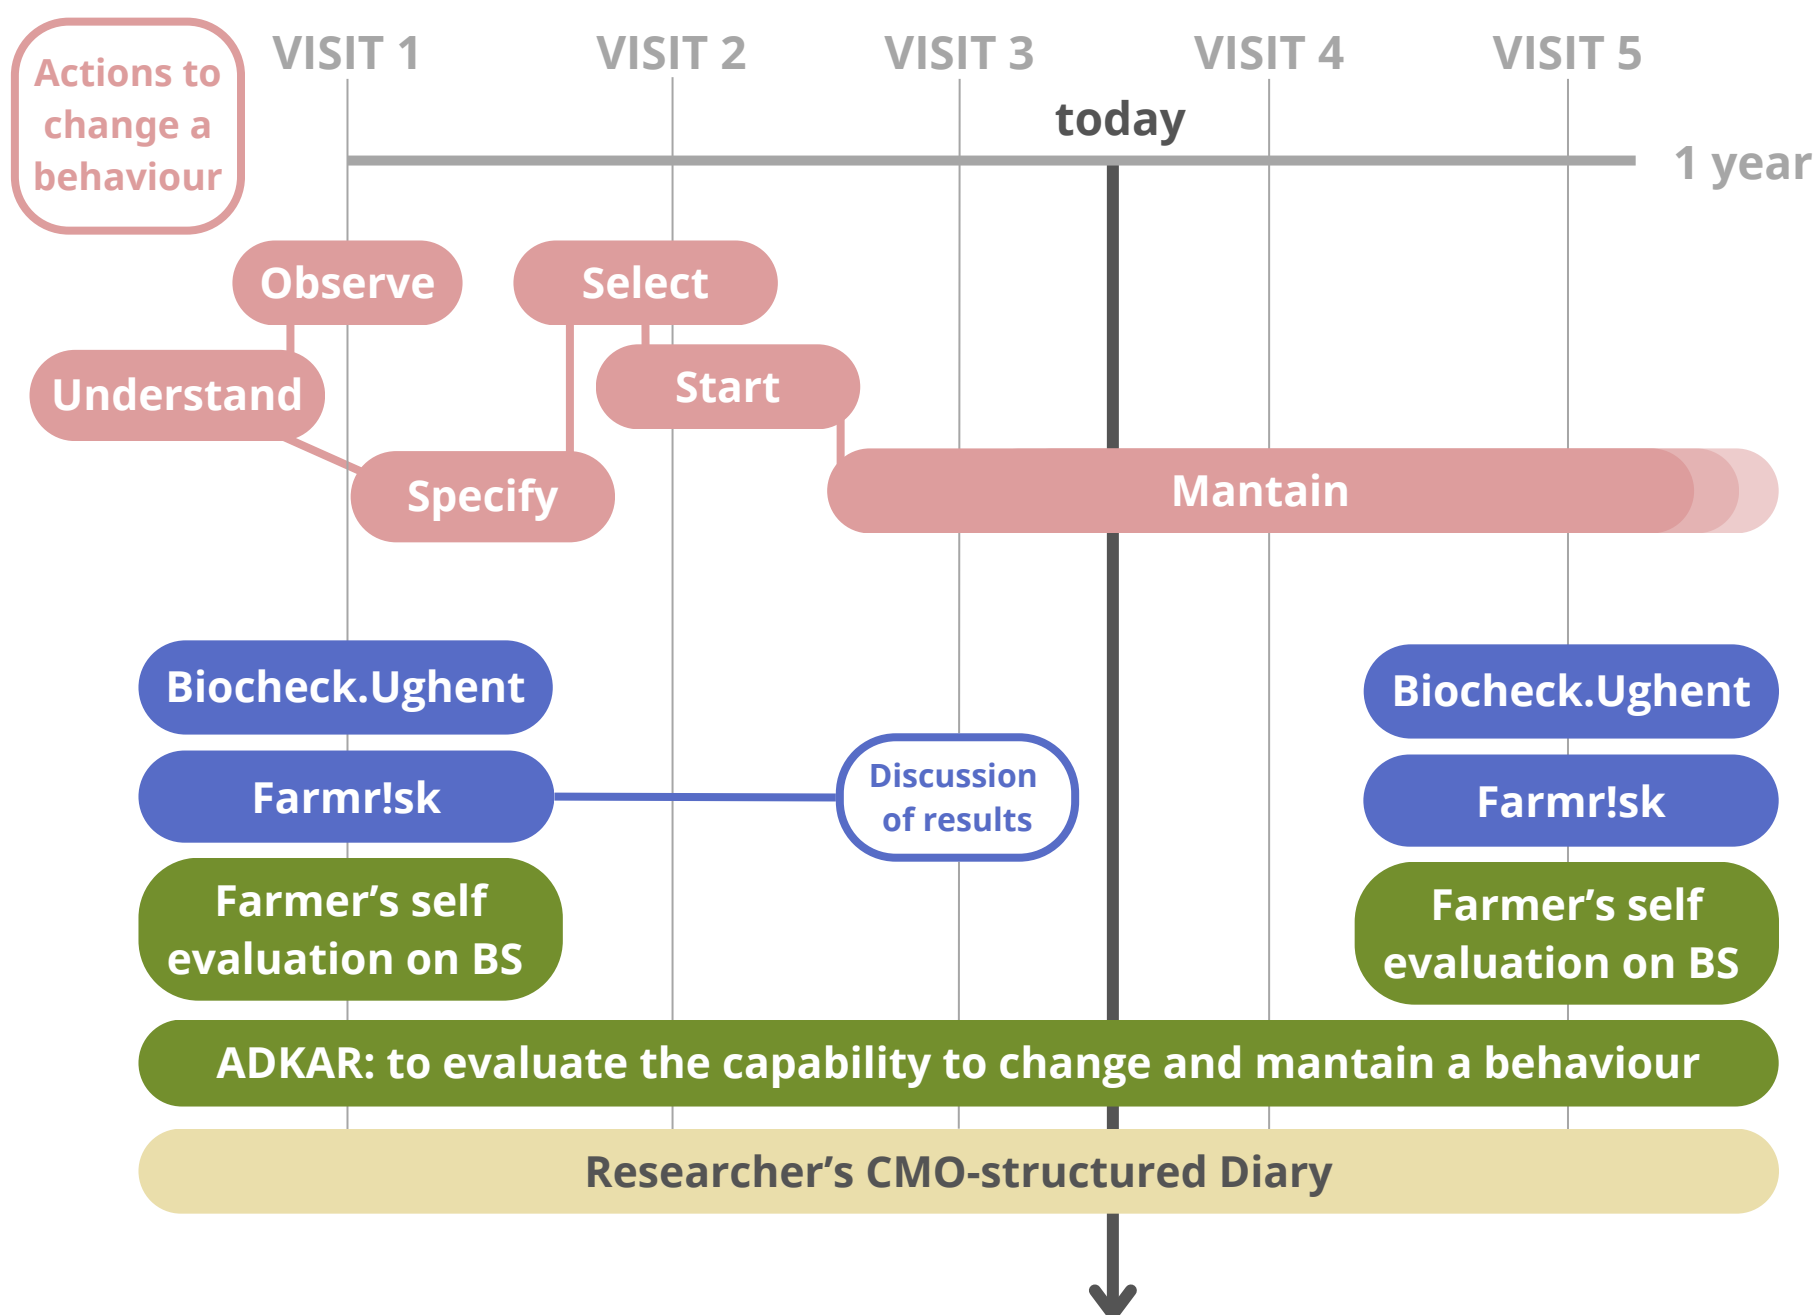 Actions to
change a
behaviour
VISIT 1
VISIT 2
VISIT 3
VISIT 4
VISIT 5
today
1 year
Observe
Select
Understand
Start
Specify
Mantain
Biocheck.Ughent
Biocheck.Ughent
Farmr!sk
Discussion
of results
Farmr!sk
Farmer’s self
evaluation on BS
Farmer’s self
evaluation on BS
ADKAR: to evaluate the capability to change and mantain a behaviour
Researcher’s CMO-structured Diary